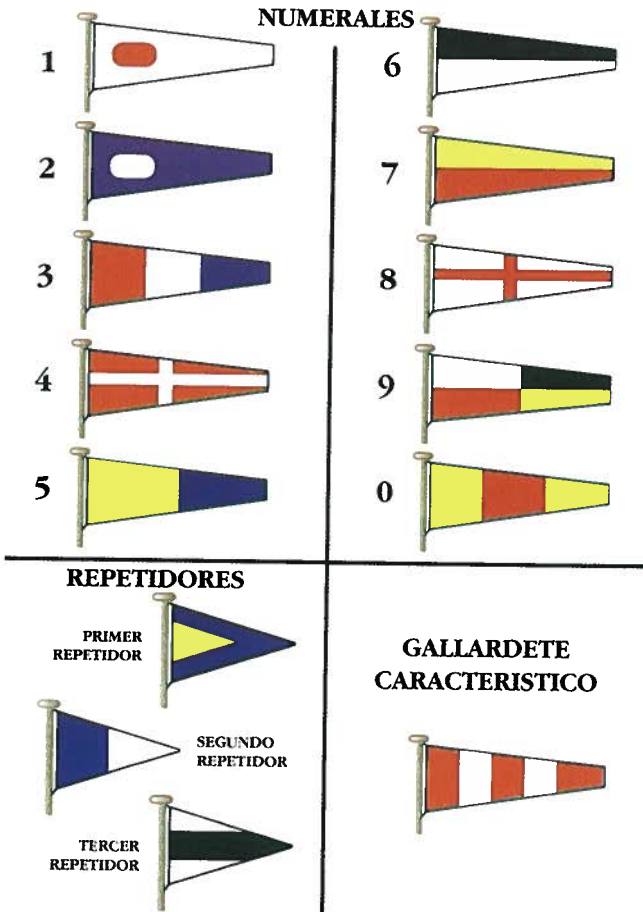 NUMERALES
1
2
3
4
5
6
7
8
9
0
REPETIDORES
PRIMER
REPETIDOR
SEGUNDO
REPETIDOR
TERCER
REPETIDOR
GALLARDETE
CARACTERISTICO